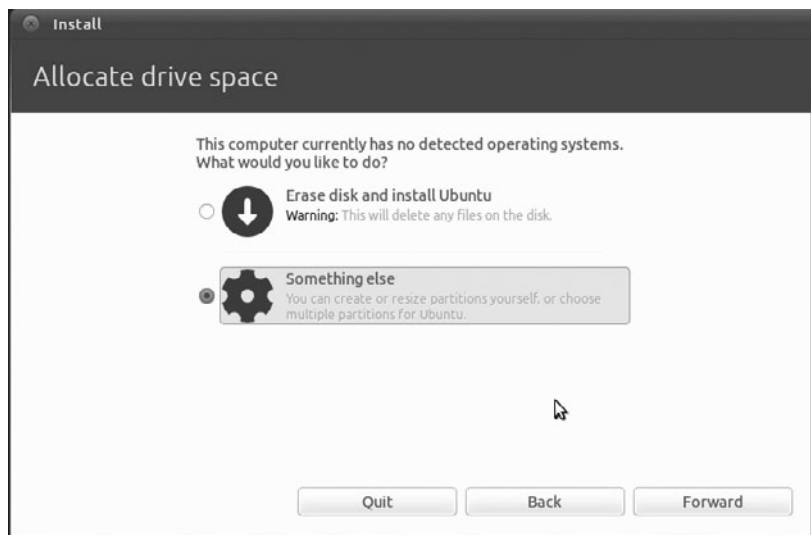 Install
Allocate drive space
This computer currently has no detected operating systems.
What would you like to do?
Erase disk and install Ubuntu
Warning: This will delete any files on the disk.
Something else
You can create or resize partitions yourself, or choose
multiple partitions for Ubuntu.
Quit
Back
Forward